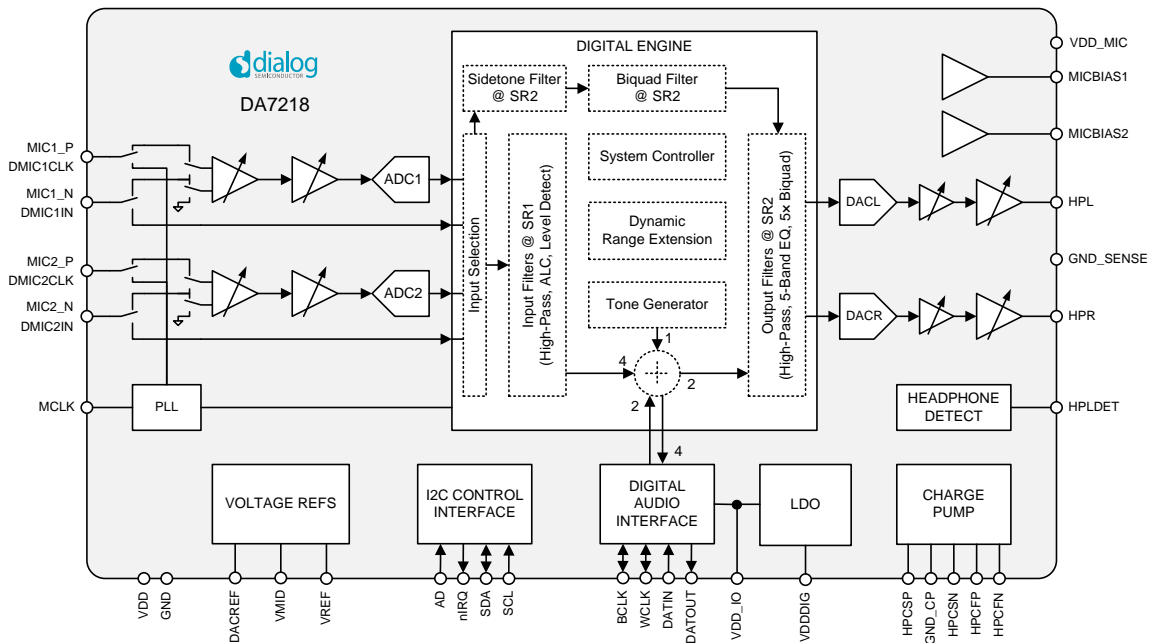 dialog
SEMICONDUCTOR
DA7218
DIGITAL ENGINE
Sidetone Filter
@ SR2
Biquad Filter
@ SR2
System Controller
Dynamic
Range Extension
Tone Generator
Input Selection
Input Filters @ SR1
(High-Pass, ALC, Level Detect)
Output Filters @ SR2
(High-Pass, 5-Band EQ, 5x Biquad)
1
4
2
2
4
MIC1_P
DMIC1CLK
MIC1_N
DMIC1IN
MIC2_P
DMIC2CLK
MIC2_N
DMIC2IN
MCLK
ADC1
ADC2
PLL
DACL
DACR
VDD_MIC
MICBIAS1
MICBIAS2
HPL
GND_SENSE
HPR
HPLDET
HEADPHONE
DETECT
VOLTAGE REFS
I2C CONTROL
INTERFACE
DIGITAL
AUDIO
INTERFACE
LDO
CHARGE
PUMP
VDD
GND
DACREF
VMID
VREF
AD
nIRQ
SDA
SCL
BCLK
WCLK
DATIN
DATOUT
VDD_IO
VDDDIG
HPCSP
GND_CP
HPCSN
HPCFP
HPCFN